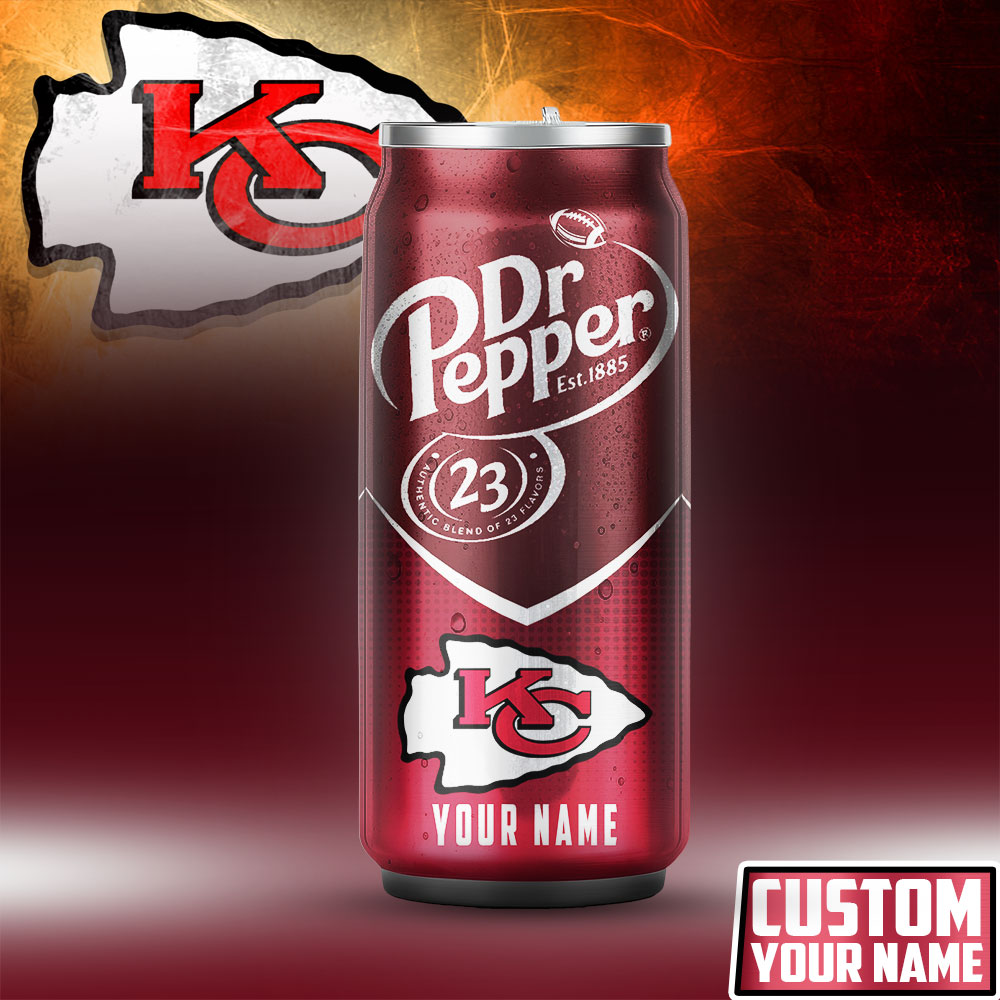 KC
Dr
Pepper®
Est.1885
23
AUTHENTIC BLEND OF 23 FLAVORS
KC
YOUR NAME
CUSTOM
YOUR NAME